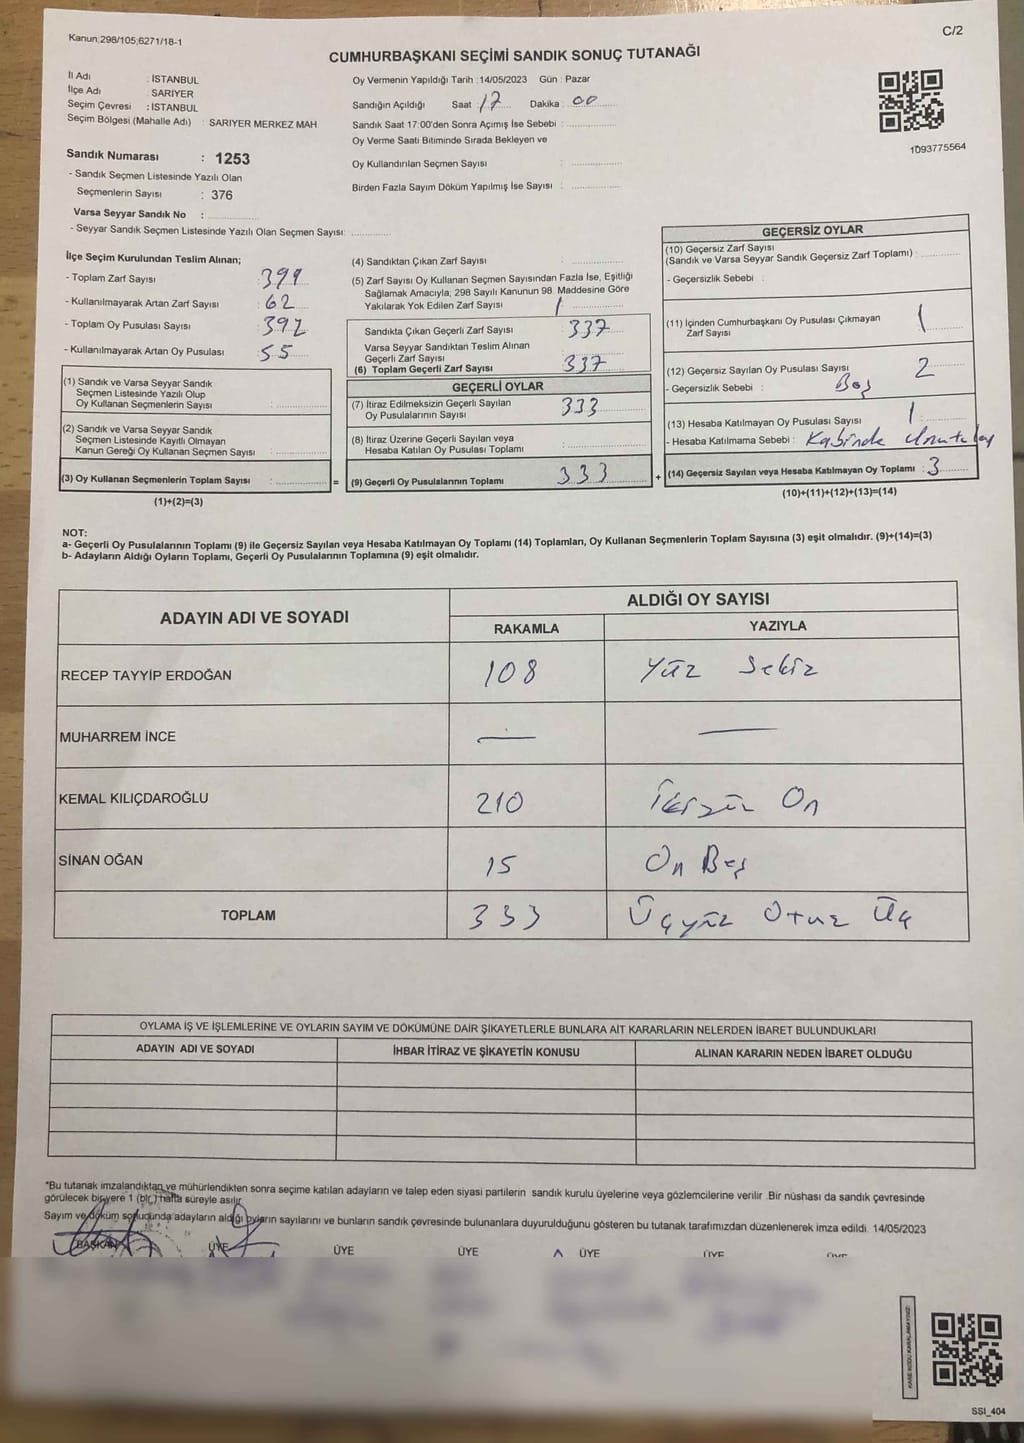 Kanun;298/105;6271/18-1
C/2
CUMHURBAŞKANI SEÇİMİ SANDIK SONUÇ TUTANAĞI
İl Adı : İSTANBUL
İlçe Adı : SARIYER
Seçim Çevresi : İSTANBUL
Seçim Bölgesi (Mahalle Adı) : SARIYER MERKEZ MAH.
Oy Vermenin Yapıldığı Tarih :14/05/2023 Gün : Pazar
Sandığın Açıldığı Saat 17 Dakika : 00
Sandık Saat 17:00'den Sonra Açımış İse Sebebi :
Oy Verme Saati Bitiminde Sırada Bekleyen ve
Oy Kullandırılan Seçmen Sayısı :
Birden Fazla Sayım Döküm Yapılmış İse Sayısı :
1093775564
Sandık Numarası : 1253
- Sandık Seçmen Listesinde Yazılı Olan
Seçmenlerin Sayısı : 376
Varsa Seyyar Sandık No :
- Seyyar Sandık Seçmen Listesinde Yazılı Olan Seçmen Sayısı:
İlçe Seçim Kurulundan Teslim Alınan;
- Toplam Zarf Sayısı : 399
- Kullanılmayarak Artan Zarf Sayısı : 62
- Toplam Oy Pusulası Sayısı : 392
- Kullanılmayarak Artan Oy Pusulası : 55
(1) Sandık ve Varsa Seyyar Sandık
Seçmen Listesinde Yazılı Olup
Oy Kullanan Seçmenlerin Sayısı :
(2) Sandık ve Varsa Seyyar Sandık
Seçmen Listesinde Kayıtlı Olmayan
Kanun Gereği Oy Kullanan Seçmen Sayısı :
(3) Oy Kullanan Seçmenlerin Toplam Sayısı :
(1)+(2)=(3)
=
(4) Sandıktan Çıkan Zarf Sayısı :
(5) Zarf Sayısı Oy Kullanan Seçmen Sayısından Fazla İse, Eşitliği
Sağlamak Amacıyla, 298 Sayılı Kanunun 98. Maddesine Göre
Yakılarak Yok Edilen Zarf Sayısı : 1
Sandıkta Çıkan Geçerli Zarf Sayısı : 337
Varsa Seyyar Sandıktan Teslim Alınan
Geçerli Zarf Sayısı :
(6) Toplam Geçerli Zarf Sayısı : 337
GEÇERLİ OYLAR
(7) İtiraz Edilmeksizin Geçerli Sayılan
Oy Pusulalarının Sayısı : 333
(8) İtiraz Üzerine Geçerli Sayılan veya
Hesaba Katılan Oy Pusulası Toplamı :
(9) Geçerli Oy Pusulalarının Toplamı : 333
+
GEÇERSİZ OYLAR
(10) Geçersiz Zarf Sayısı
(Sandık ve Varsa Seyyar Sandık Geçersiz Zarf Toplamı) :
- Geçersizlik Sebebi :
(11) İçinden Cumhurbaşkanı Oy Pusulası Çıkmayan
Zarf Sayısı : 1
(12) Geçersiz Sayılan Oy Pusulası Sayısı : 2
- Geçersizlik Sebebi : Boş
(13) Hesaba Katılmayan Oy Pusulası Sayısı : 1
- Hesaba Katılmama Sebebi : Kabinde
(14) Geçersiz Sayılan veya Hesaba Katılmayan Oy Toplamı : 3
(10)+(11)+(12)+(13)=(14)
NOT:
a- Geçerli Oy Pusulalarının Toplamı (9) ile Geçersiz Sayılan veya Hesaba Katılmayan Oy Toplamı (14) Toplamları, Oy Kullanan Seçmenlerin Toplam Sayısına (3) eşit olmalıdır. (9)+(14)=(3)
b- Adayların Aldığı Oyların Toplamı, Geçerli Oy Pusulalarının Toplamına (9) eşit olmalıdır.
ADAYIN ADI VE SOYADI ALDIĞI OY SAYISI
RAKAMLA YAZIYLA
RECEP TAYYİP ERDOĞAN 108 Yüz Sekiz
MUHARREM İNCE — —
KEMAL KILIÇDAROĞLU 210 İkiyüz On
SİNAN OĞAN 15 On Beş
TOPLAM 333 Üçyüz Otuz Üç
OYLAMA İŞ VE İŞLEMLERİNE VE OYLARIN SAYIM VE DÖKÜMÜNE DAİR ŞİKAYETLERLE BUNLARA AİT KARARLARIN NELERDEN İBARET BULUNDUKLARI
ADAYIN ADI VE SOYADI İHBAR İTİRAZ VE ŞİKAYETİN KONUSU ALINAN KARARIN NEDEN İBARET OLDUĞU
*Bu tutanak imzalandıktan ve mühürlendikten sonra seçime katılan adayların ve talep eden siyasi partilerin sandık kurulu üyelerine veya gözlemcilerine verilir .Bir nüshası da sandık çevresinde
görülecek bir yere 1 (bir) hafta süreyle asılır.
Sayım ve döküm sonucunda adayların aldığı oyların sayılarını ve bunların sandık çevresinde bulunanlara duyurulduğunu gösteren bu tutanak tarafımızdan düzenlenerek imza edildi. 14/05/2023
BAŞKAN ÜYE ÜYE ÜYE ÜYE ÜYE ÜYE
SSI_404